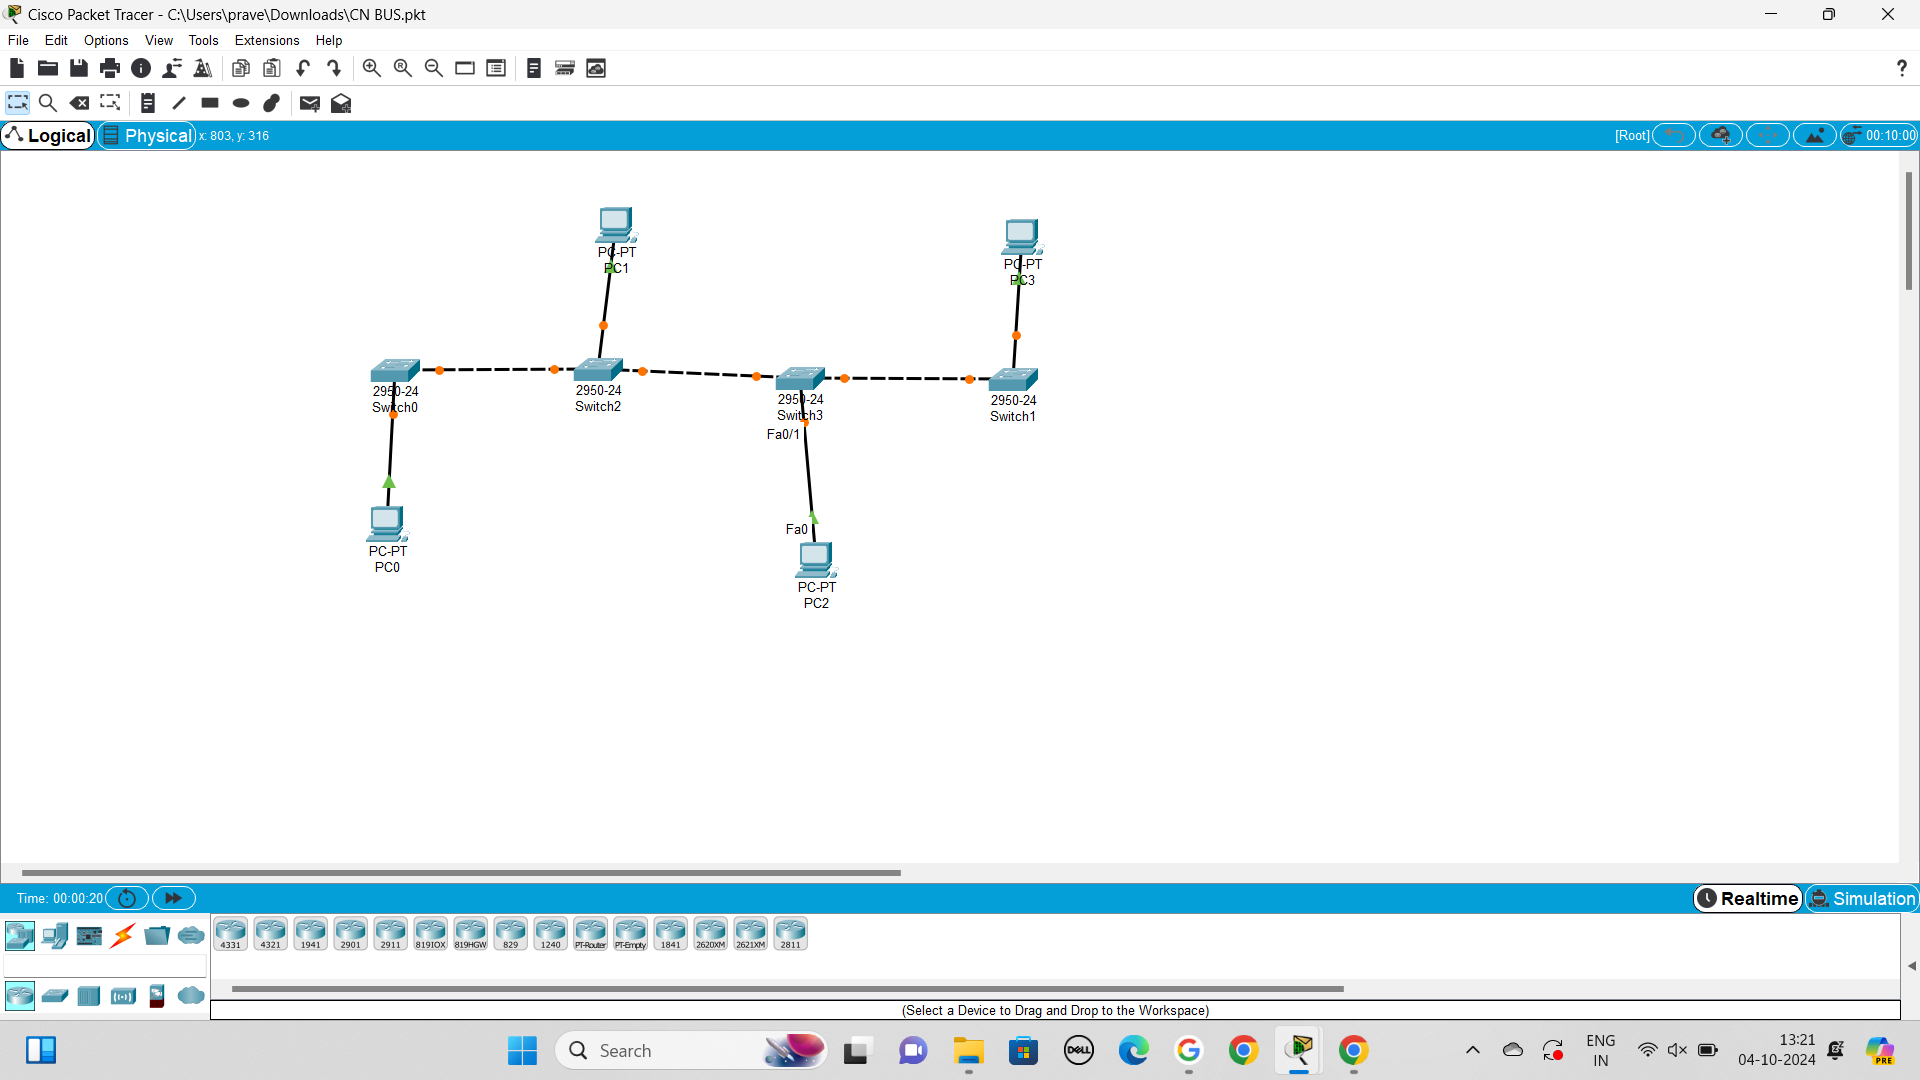 Cisco Packet Tracer - C:\Users\prave\Downloads\CN BUS.pkt
File Edit Options View Tools Extensions Help
?
Logical Physical x: 803, y: 316 [Root] 00:10:00
PC-PT
PC1
PC-PT
PC3
2950-24
Switch0
2950-24
Switch2
2950-24
Switch3
2950-24
Switch1
Fa0/1
Fa0
PC-PT
PC0
PC-PT
PC2
Time: 00:00:20 Realtime Simulation
4331 4321 1941 2901 2911 819IOX 819HGW 829 1240 PT-Router PT-Empty 1841 2620XM 2621XM 2811
(Select a Device to Drag and Drop to the Workspace)
Search DELL ENG 13:21
IN 04-10-2024 PRE